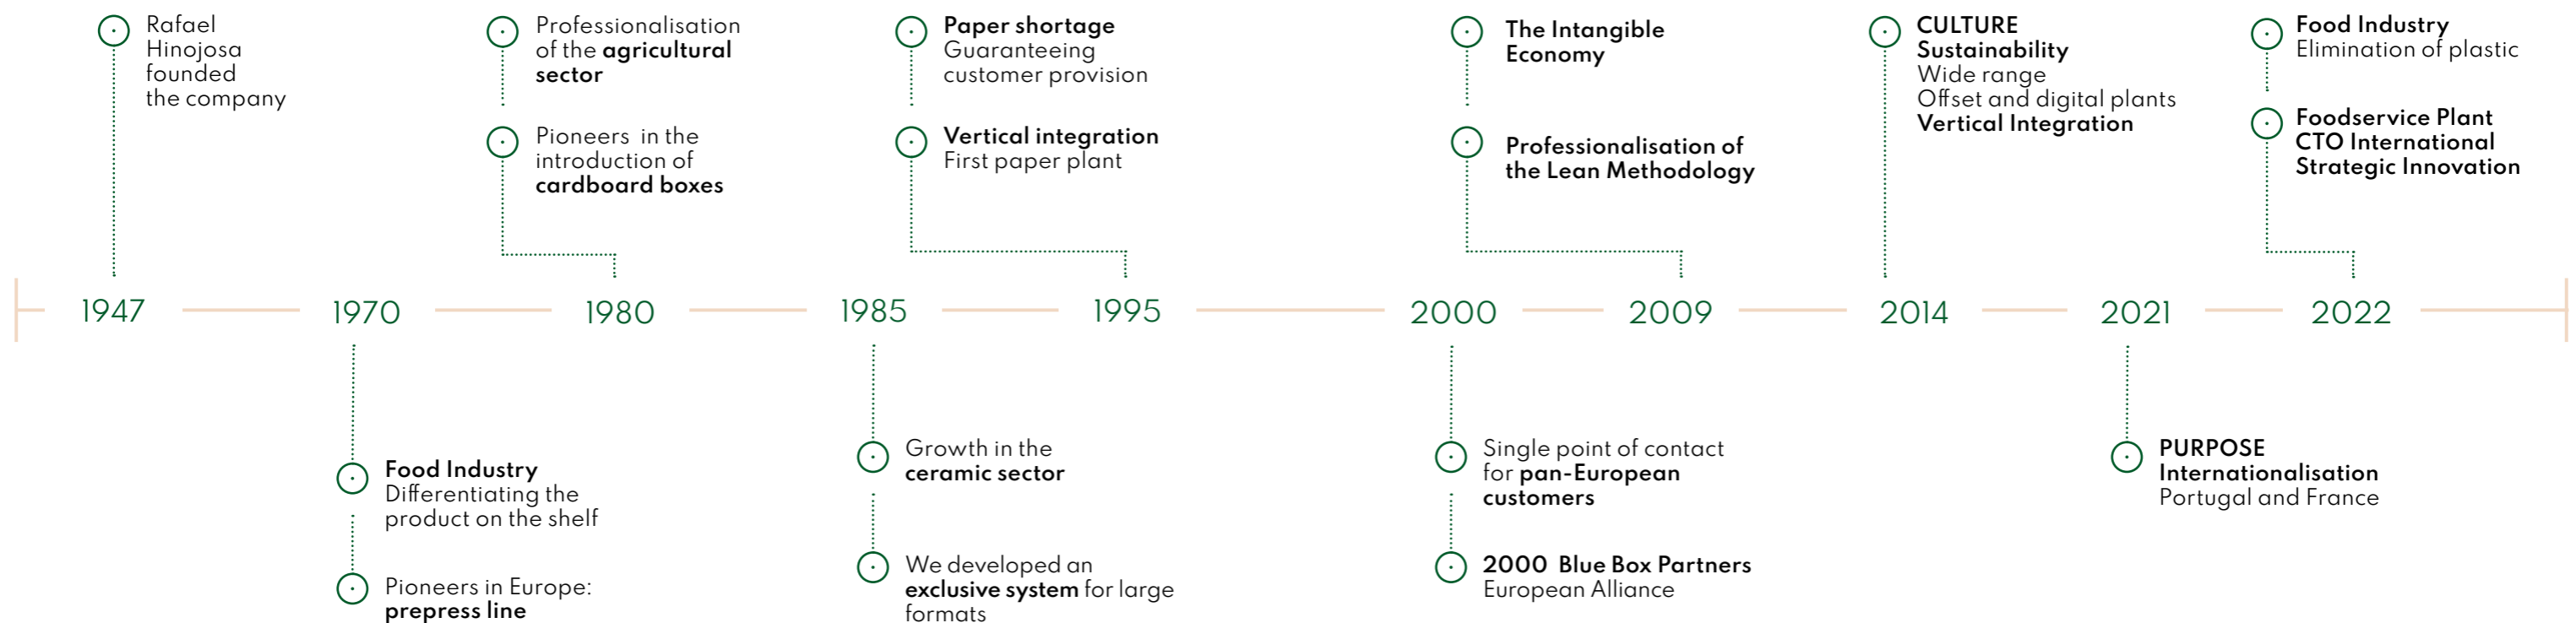 Rafael
Hinojosa
founded
the company
Professionalisation
of the agricultural
sector
Pioneers in the
introduction of
cardboard boxes
Paper shortage
Guaranteeing
customer provision
Vertical integration
First paper plant
The Intangible
Economy
Professionalisation of
the Lean Methodology
CULTURE
Sustainability
Wide range
Offset and digital plants
Vertical Integration
Food Industry
Elimination of plastic
Foodservice Plant
CTO International
Strategic Innovation
1947
1970
1980
1985
1995
2000
2009
2014
2021
2022
Food Industry
Differentiating the
product on the shelf
Pioneers in Europe:
prepress line
Growth in the
ceramic sector
We developed an
exclusive system for large
formats
Single point of contact
for pan-European
customers
2000 Blue Box Partners
European Alliance
PURPOSE
Internationalisation
Portugal and France